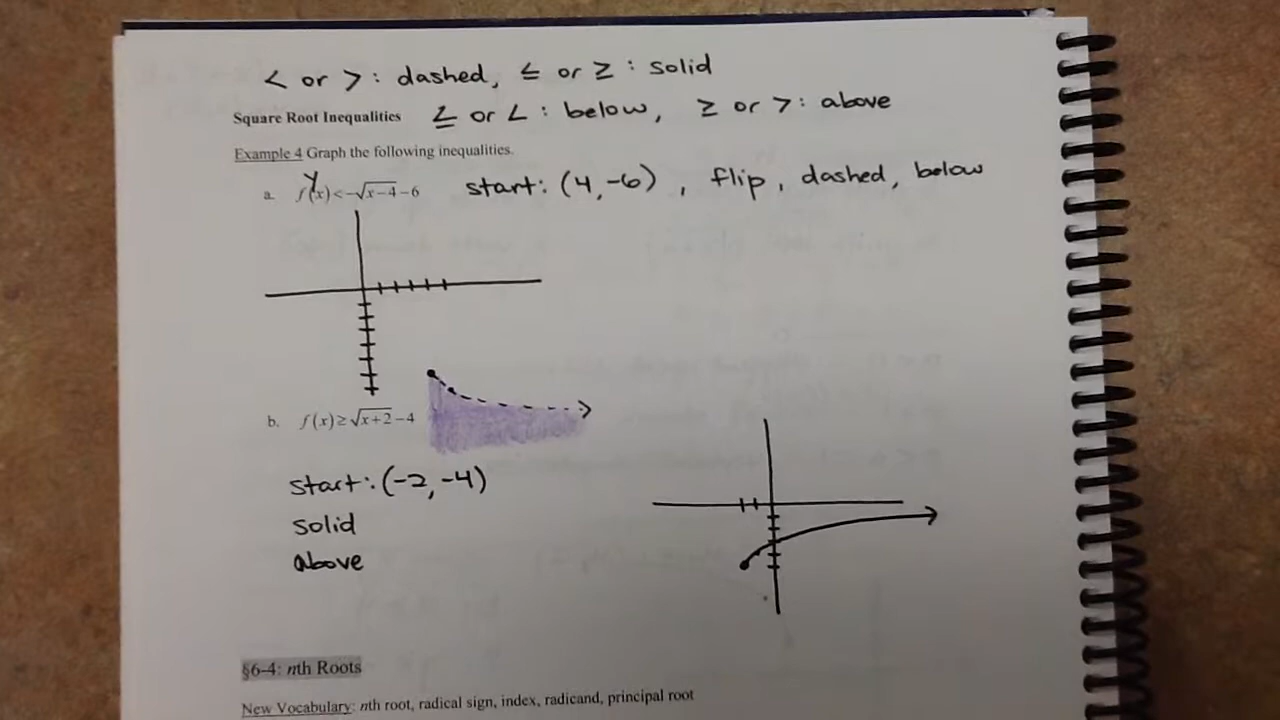 < or > : dashed, ≤ or ≥ : solid
Square Root Inequalities ≤ or < : below, ≥ or > : above
Example 4 Graph the following inequalities.
a. f(x) < -√x-4 - 6 y start: (4, -6) , flip, dashed, below
b. f(x) ≥ √x+2 - 4
start: (-2, -4)
solid
above
§6-4: nth Roots
New Vocabulary: nth root, radical sign, index, radicand, principal root